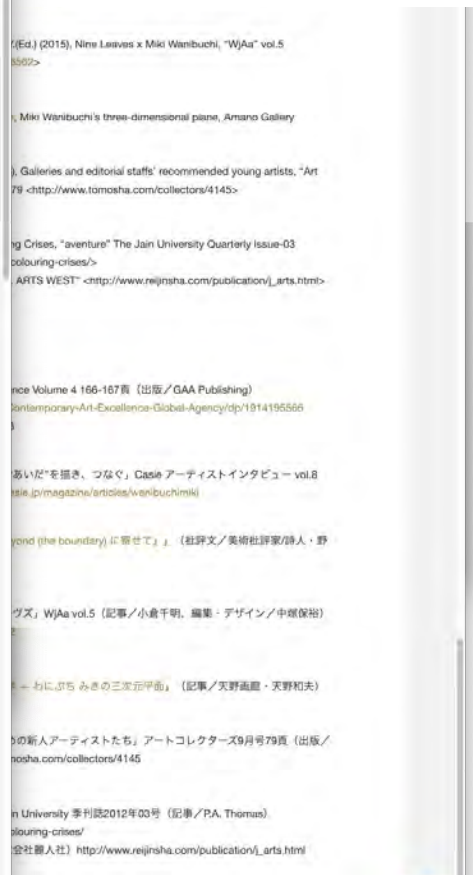 .(Ed.) (2015), Nine Leaves x Miki Wanibuchi, "WjAa" vol.5
5562>
, Miki Wanibuchi's three-dimensional plane, Amano Gallery
), Galleries and editorial staffs' recommended young artists, "Art
79 <http://www.tomosha.com/collectors/4145>
ng Crises, "aventure" The Jain University Quarterly Issue-03
colouring-crises/>
ARTS WEST" <http://www.reijinsha.com/publication/j_arts.html>
nce Volume 4 166-167頁（出版／GAA Publishing）
Contemporary-Art-Excellence-Global-Agency/dp/1914195566
)
あいだ"を描き、つなぐ」Casie アーティストインタビュー vol.8
asie.jp/magazine/articles/wanibuchimiki
yond (the boundary) に寄せて』」（批評文／美術批評家/詩人・野
ヴズ」WjAa vol.5（記事／小倉千明、編集・デザイン／中塚保裕）
2
– わにぶち みきの三次元平面」（記事／天野画廊・天野和夫）
の新人アーティストたち」アートコレクターズ9月号79頁（出版／
mosha.com/collectors/4145
in University 季刊誌2012年03号（記事／P.A. Thomas）
olouring-crises/
会社麗人社）http://www.reijinsha.com/publication/j_arts.html